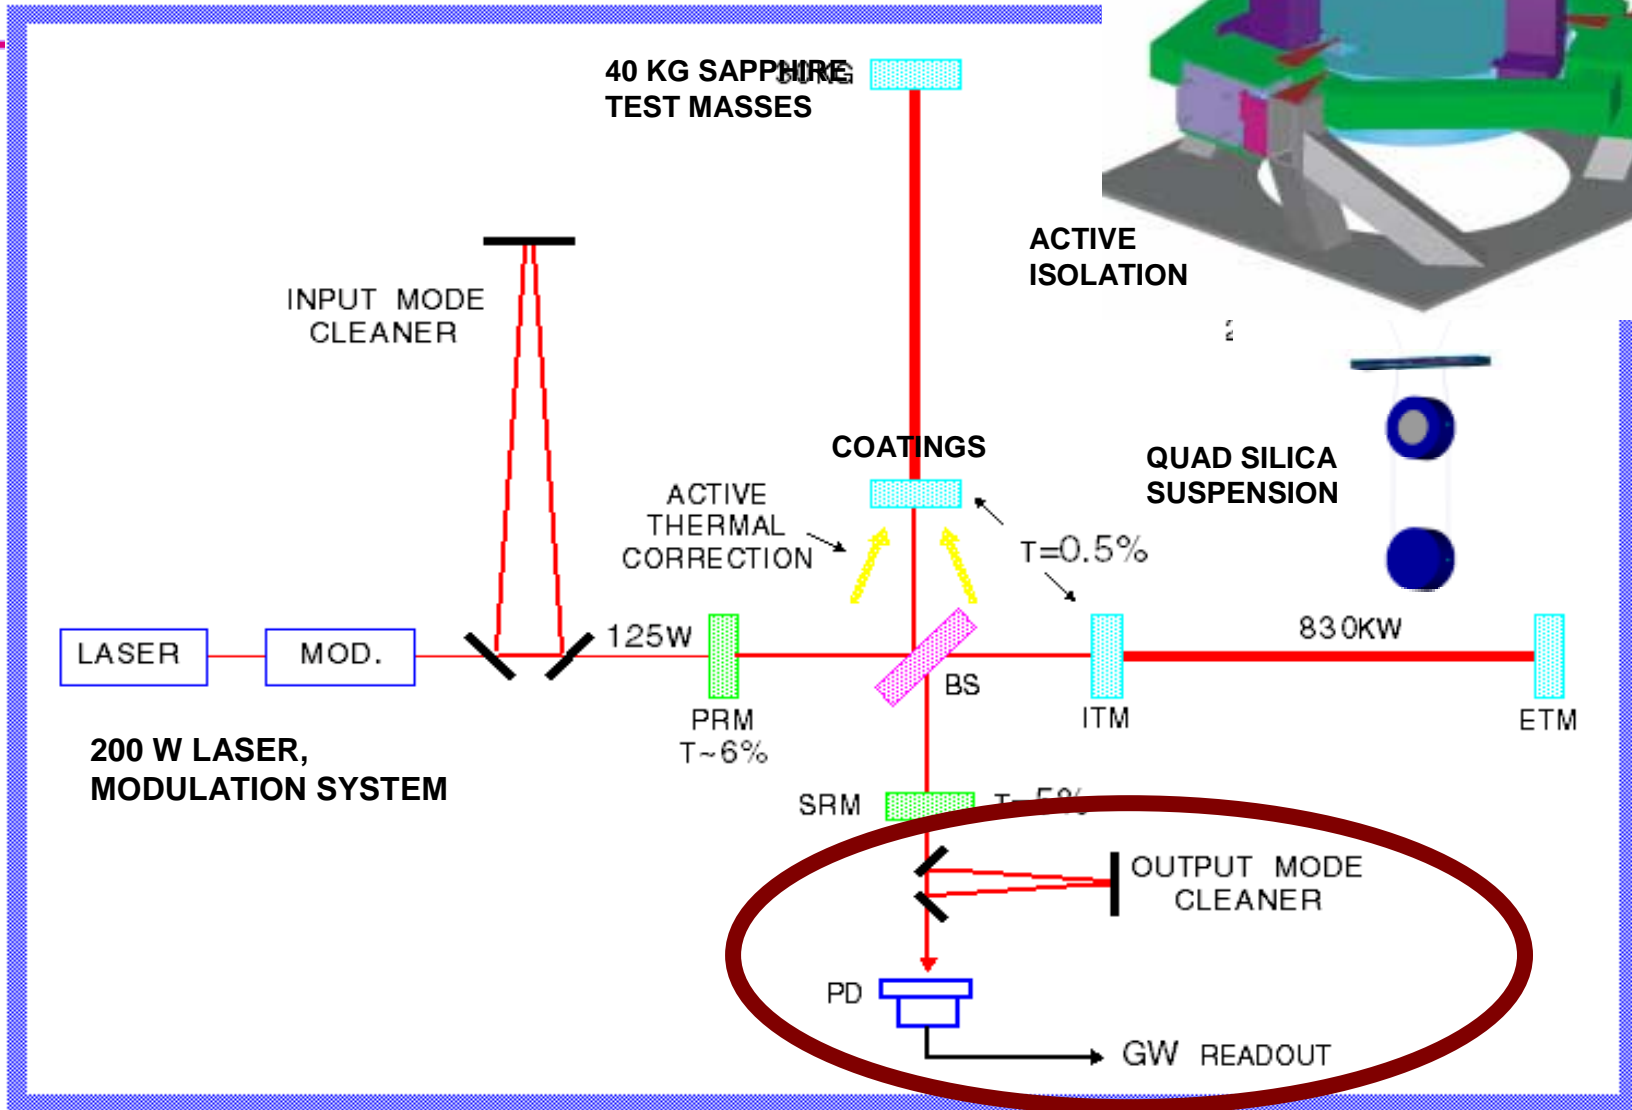 40 KG SAPPHIRE
TEST MASSES
ACTIVE
ISOLATION
INPUT MODE
CLEANER
COATINGS
QUAD SILICA
SUSPENSION
ACTIVE
THERMAL
CORRECTION
T=0.5%
LASER
MOD.
125W
830KW
BS
PRM
T~6%
ITM
ETM
200 W LASER,
MODULATION SYSTEM
SRM
T=5%
OUTPUT MODE
CLEANER
PD
GW READOUT